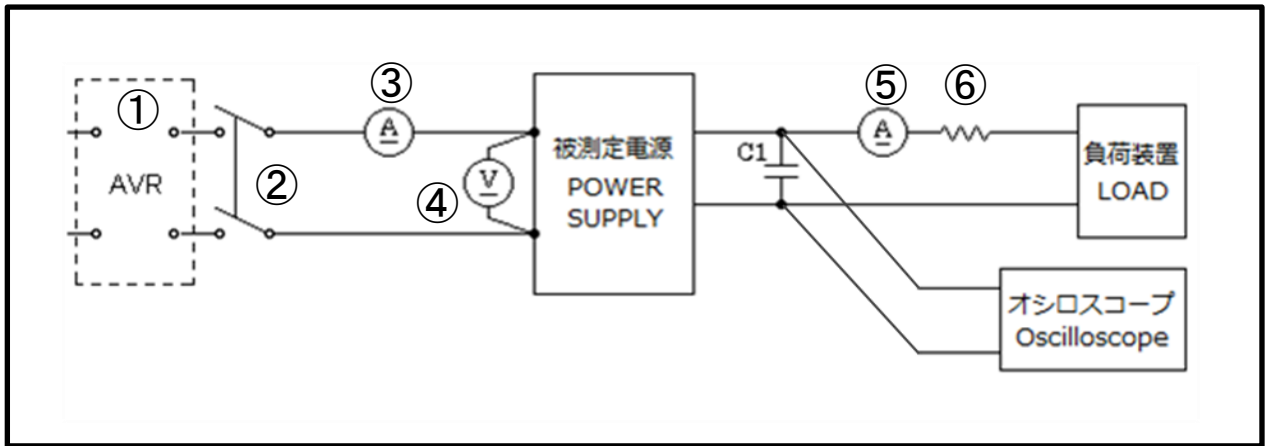 ①
AVR
②
③
A
④
V
被測定電源
POWER
SUPPLY
C1
⑤
A
⑥
負荷装置
LOAD
オシロスコープ
Oscilloscope